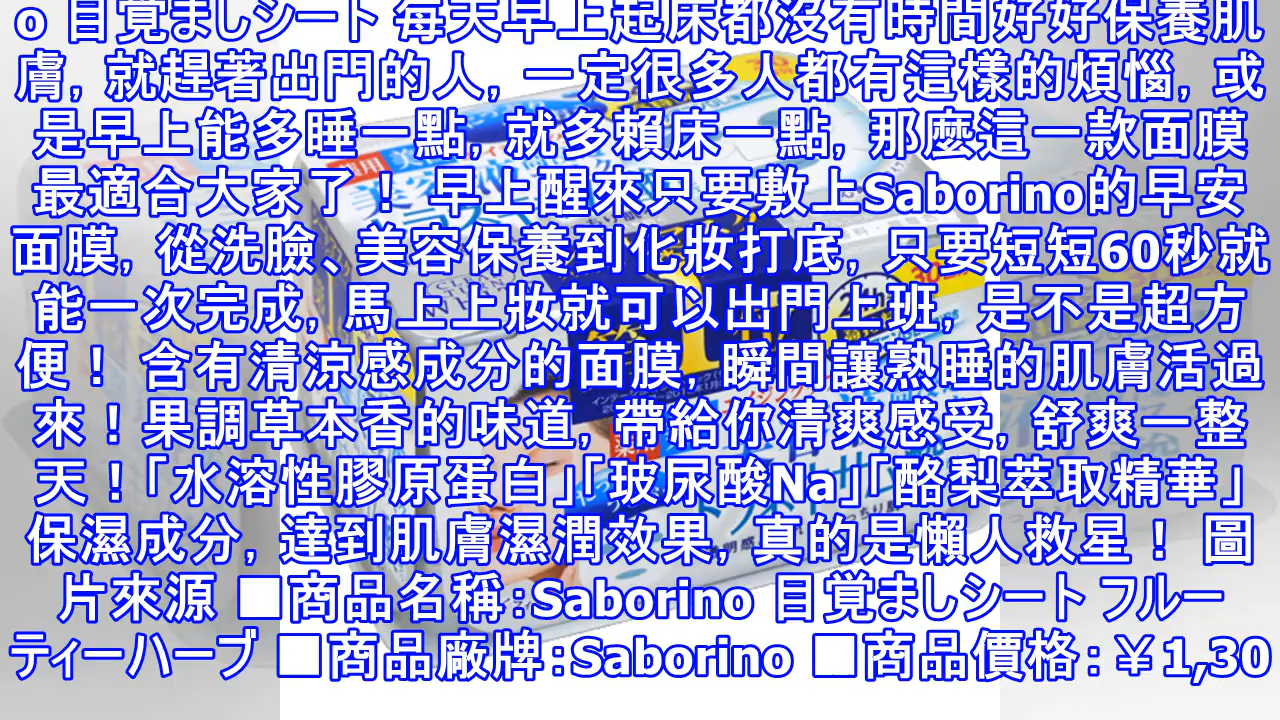 o 目覚ましシート 每天早上起床都沒有時間好好保養肌
膚, 就趕著出門的人, 一定很多人都有這樣的煩惱, 或
是早上能多睡一點, 就多賴床一點, 那麼這一款面膜
最適合大家了！ 早上醒來只要敷上Saborino的早安
面膜, 從洗臉、美容保養到化妝打底, 只要短短60秒就
能一次完成, 馬上上妝就可以出門上班, 是不是超方
便！ 含有清涼感成分的面膜, 瞬間讓熟睡的肌膚活過
來！果調草本香的味道, 帶給你清爽感受, 舒爽一整
天！「水溶性膠原蛋白」「玻尿酸Na」「酪梨萃取精華」
保濕成分, 達到肌膚濕潤效果, 真的是懶人救星！ 圖
片來源 ■商品名稱：Saborino 目覚ましシート フルー
ティーハーブ ■商品廠牌：Saborino ■商品價格：￥1,30